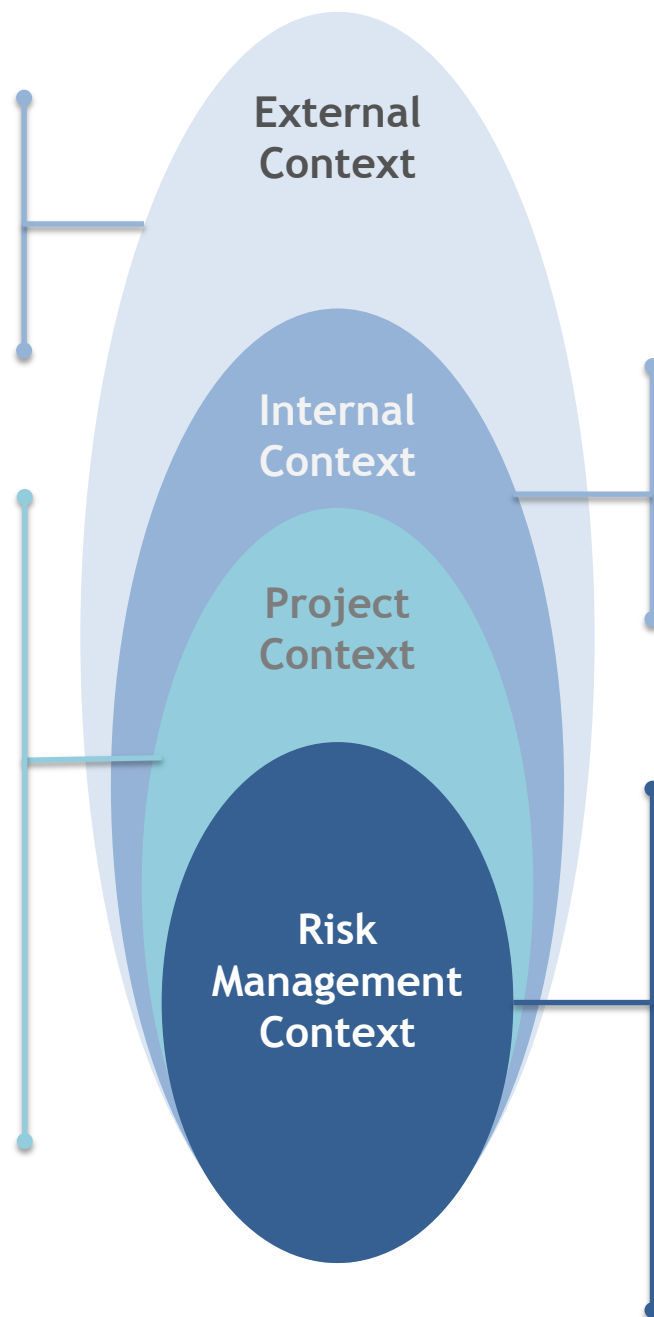 External
Context
Internal
Context
Project
Context
Risk
Management
Context